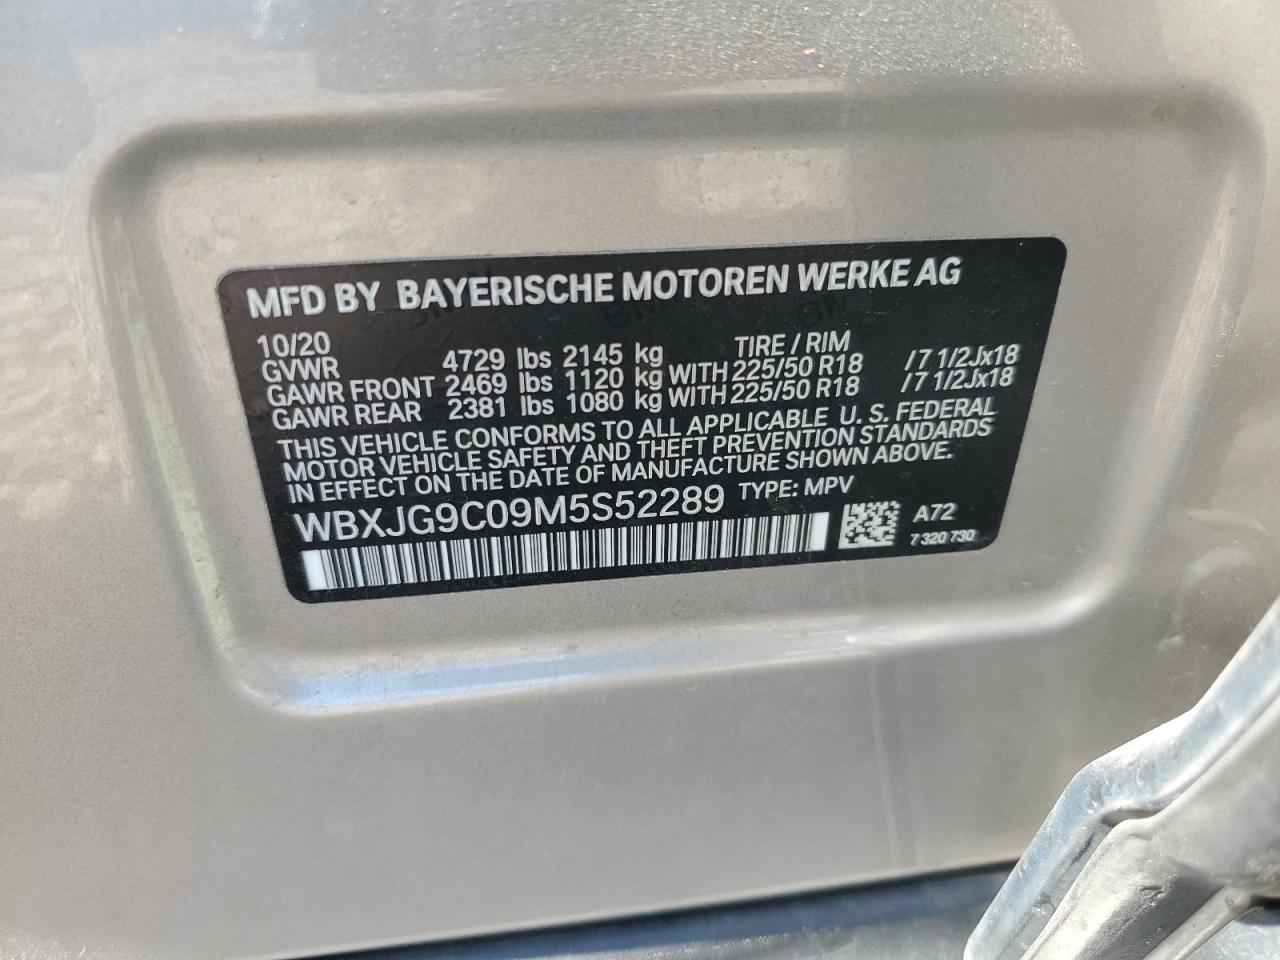 MFD BY BAYERISCHE MOTOREN WERKE AG
10/20 TIRE / RIM
GVWR 4729 lbs 2145 kg
GAWR FRONT 2469 lbs 1120 kg WITH 225/50 R18 /7 1/2Jx18
GAWR REAR 2381 lbs 1080 kg WITH 225/50 R18 /7 1/2Jx18
THIS VEHICLE CONFORMS TO ALL APPLICABLE U. S. FEDERAL
MOTOR VEHICLE SAFETY AND THEFT PREVENTION STANDARDS
IN EFFECT ON THE DATE OF MANUFACTURE SHOWN ABOVE.
WBXJG9C09M5S52289 TYPE: MPV
A72
7 320 730